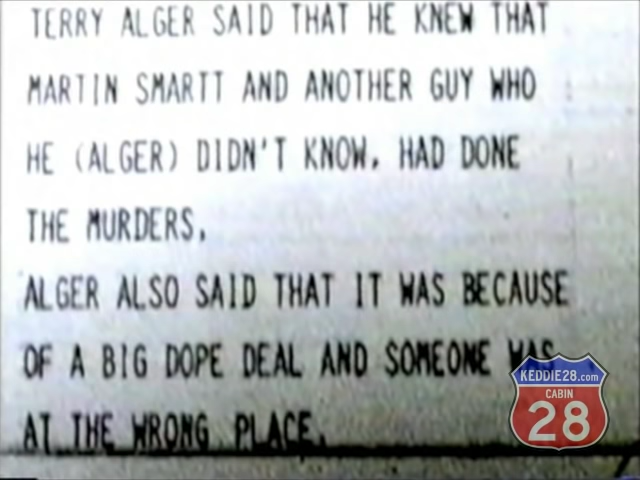 TERRY ALGER SAID THAT HE KNEW THAT
MARTIN SMARTT AND ANOTHER GUY WHO
HE (ALGER) DIDN'T KNOW, HAD DONE
THE MURDERS.
ALGER ALSO SAID THAT IT WAS BECAUSE
OF A BIG DOPE DEAL AND SOMEONE WAS
AT THE WRONG PLACE.
KEDDIE28.com
CABIN
28